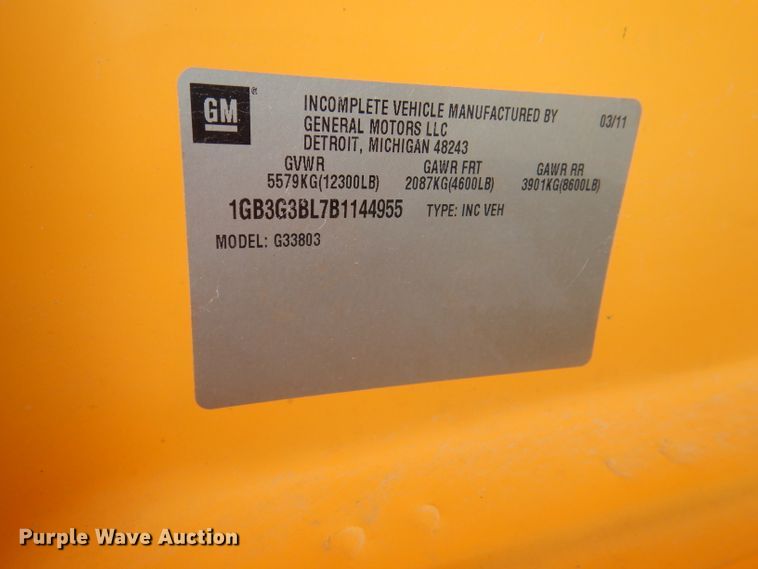 GM ® INCOMPLETE VEHICLE MANUFACTURED BY 03/11
GENERAL MOTORS LLC
DETROIT, MICHIGAN 48243
GVWR GAWR FRT GAWR RR
5579KG(12300LB) 2087KG(4600LB) 3901KG(8600LB)
1GB3G3BL7B1144955 TYPE: INC VEH
MODEL: G33803
Purple Wave Auction